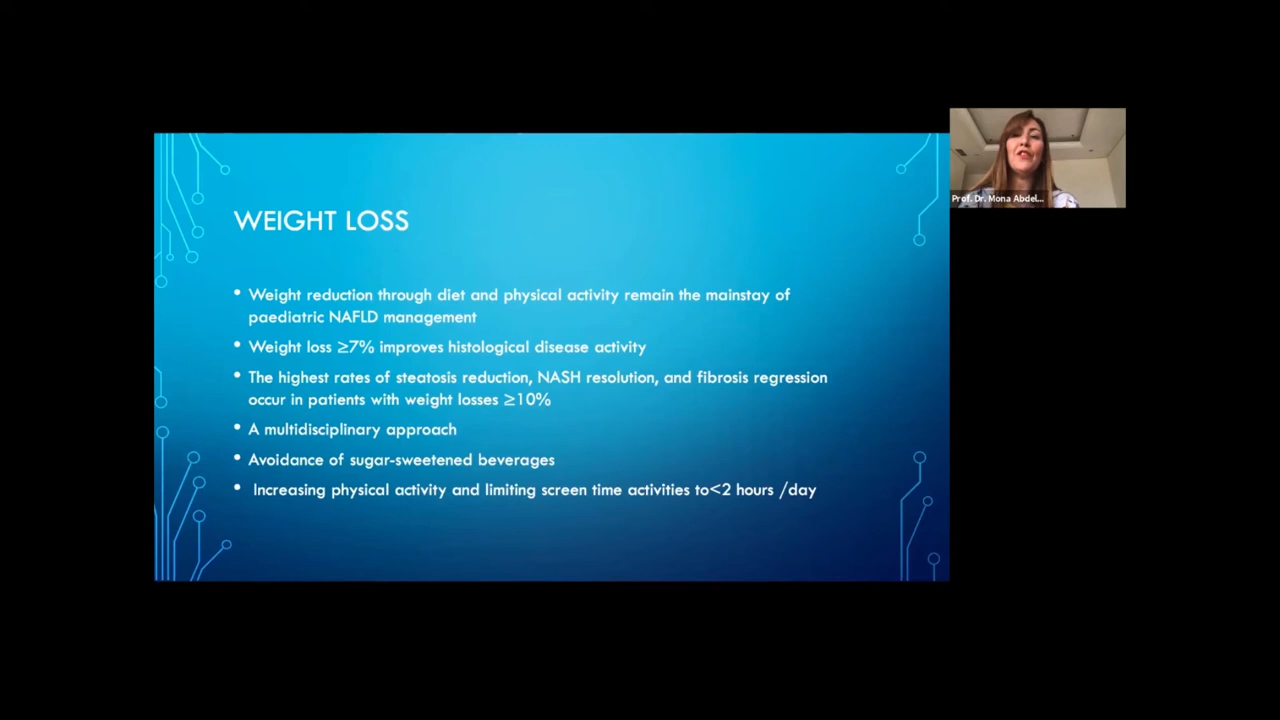 WEIGHT LOSS
• Weight reduction through diet and physical activity remain the mainstay of
paediatric NAFLD management
• Weight loss ≥7% improves histological disease activity
• The highest rates of steatosis reduction, NASH resolution, and fibrosis regression
occur in patients with weight losses ≥10%
• A multidisciplinary approach
• Avoidance of sugar-sweetened beverages
• Increasing physical activity and limiting screen time activities to<2 hours /day
Prof. Dr. Mona Abdel...